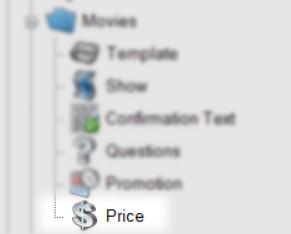 Movies
Template
Show
Confirmation Text
Questions
Promotion
Price